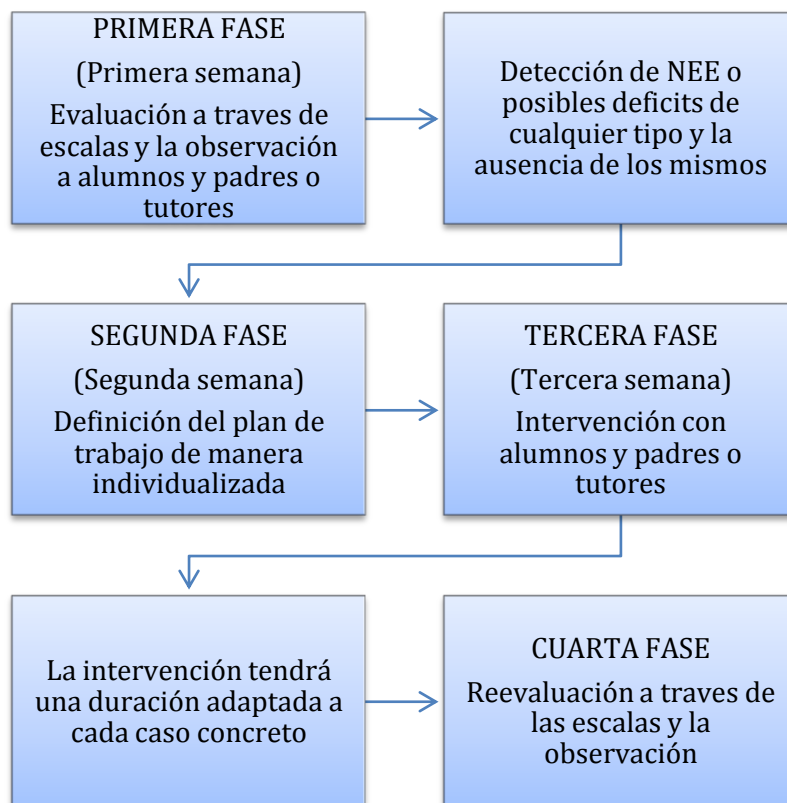 PRIMERA FASE
(Primera semana)
Evaluación a traves de
escalas y la observación
a alumnos y padres o
tutores
Detección de NEE o
posibles deficits de
cualquier tipo y la
ausencia de los mismos
SEGUNDA FASE
(Segunda semana)
Definición del plan de
trabajo de manera
individualizada
TERCERA FASE
(Tercera semana)
Intervención con
alumnos y padres o
tutores
La intervención tendrá
una duración adaptada a
cada caso concreto
CUARTA FASE
Reevaluación a traves de
las escalas y la
observación